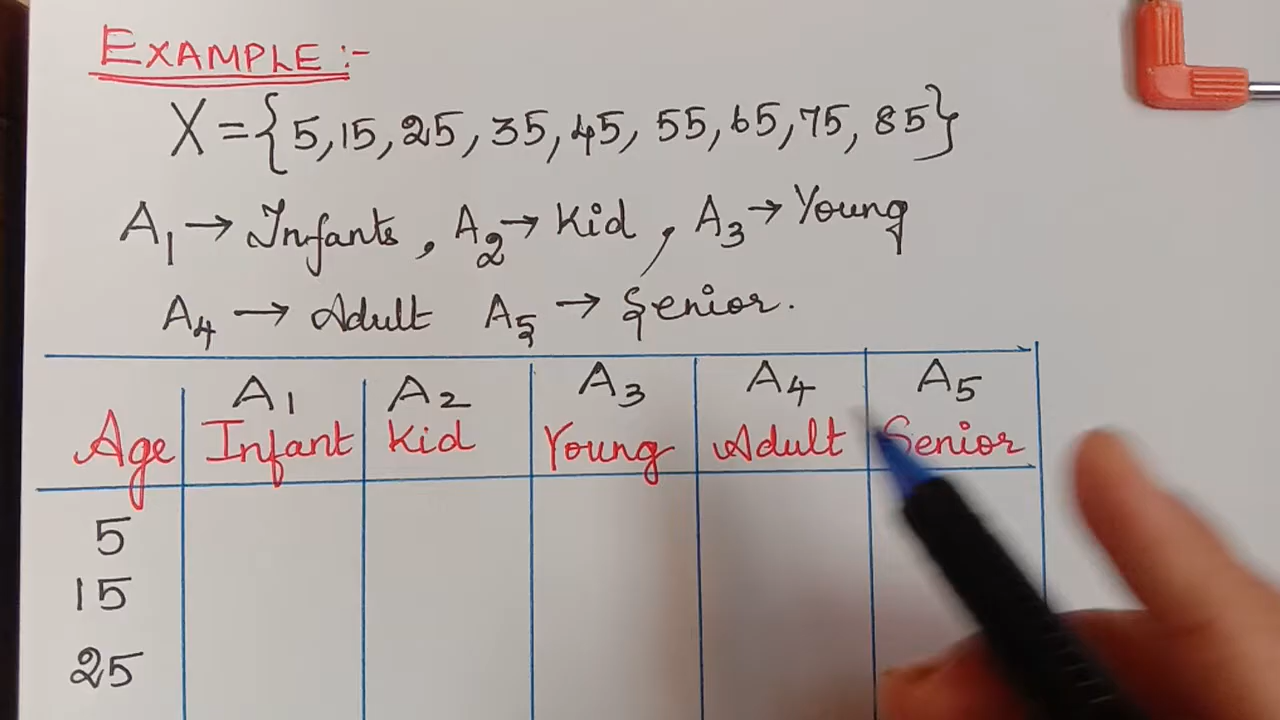 EXAMPLE :-
X = {5, 15, 25, 35, 45, 55, 65, 75, 85}
A1 → Infants, A2 → Kid, A3 → Young
A4 → Adult A5 → Senior.
A1 A2 A3 A4 A5
Age Infant Kid Young Adult Senior
5
15
25